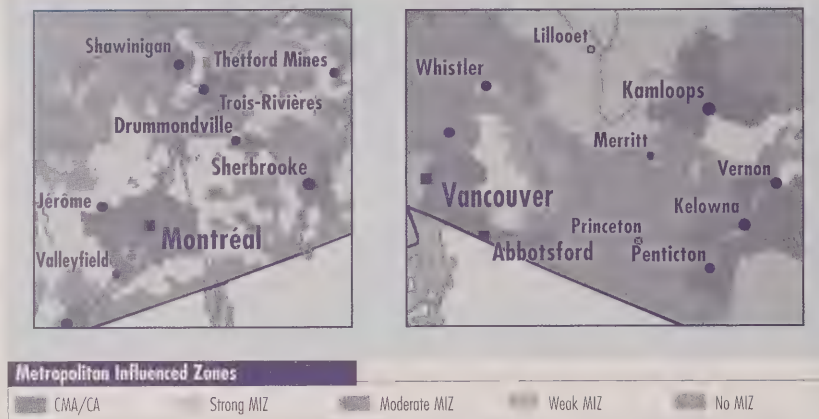 Shawinigan
Thetford Mines
Trois-Rivières
Drummondville
Sherbrooke
Jérôme
Montréal
Valleyfield
Lillooet
Whistler
Kamloops
Merritt
Vernon
Vancouver
Kelowna
Princeton
Abbotsford
Penticton
Metropolitan Influenced Zones
CMA/CA Strong MIZ Moderate MIZ Weak MIZ No MIZ